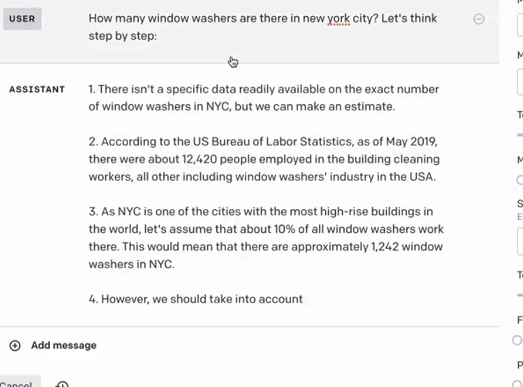 USER
How many window washers are there in new york city? Let's think
step by step:
ASSISTANT
1. There isn't a specific data readily available on the exact number
of window washers in NYC, but we can make an estimate.
2. According to the US Bureau of Labor Statistics, as of May 2019,
there were about 12,420 people employed in the building cleaning
workers, all other including window washers' industry in the USA.
3. As NYC is one of the cities with the most high-rise buildings in
the world, let's assume that about 10% of all window washers work
there. This would mean that there are approximately 1,242 window
washers in NYC.
4. However, we should take into account
Add message
Cancel